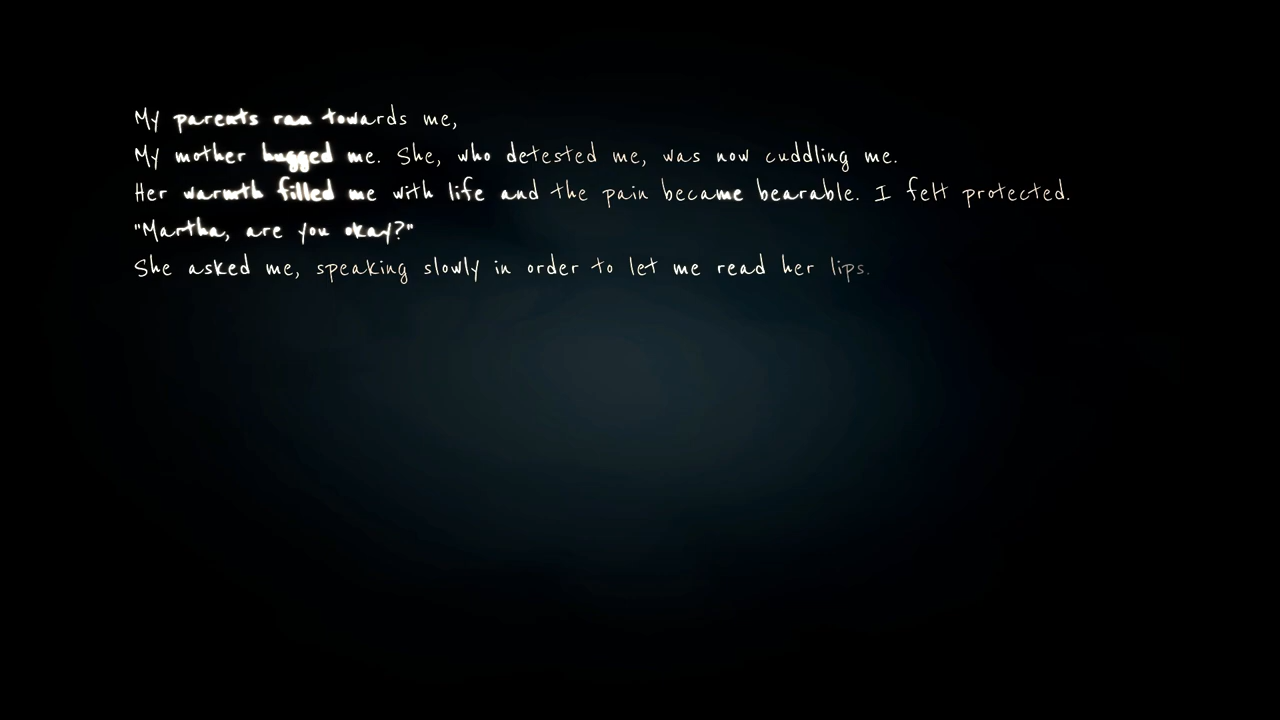 My parents ran towards me,
My mother hugged me. She, who detested me, was now cuddling me.
Her warmth filled me with life and the pain became bearable. I felt protected.
"Martha, are you okay?"
She asked me, speaking slowly in order to let me read her lips.